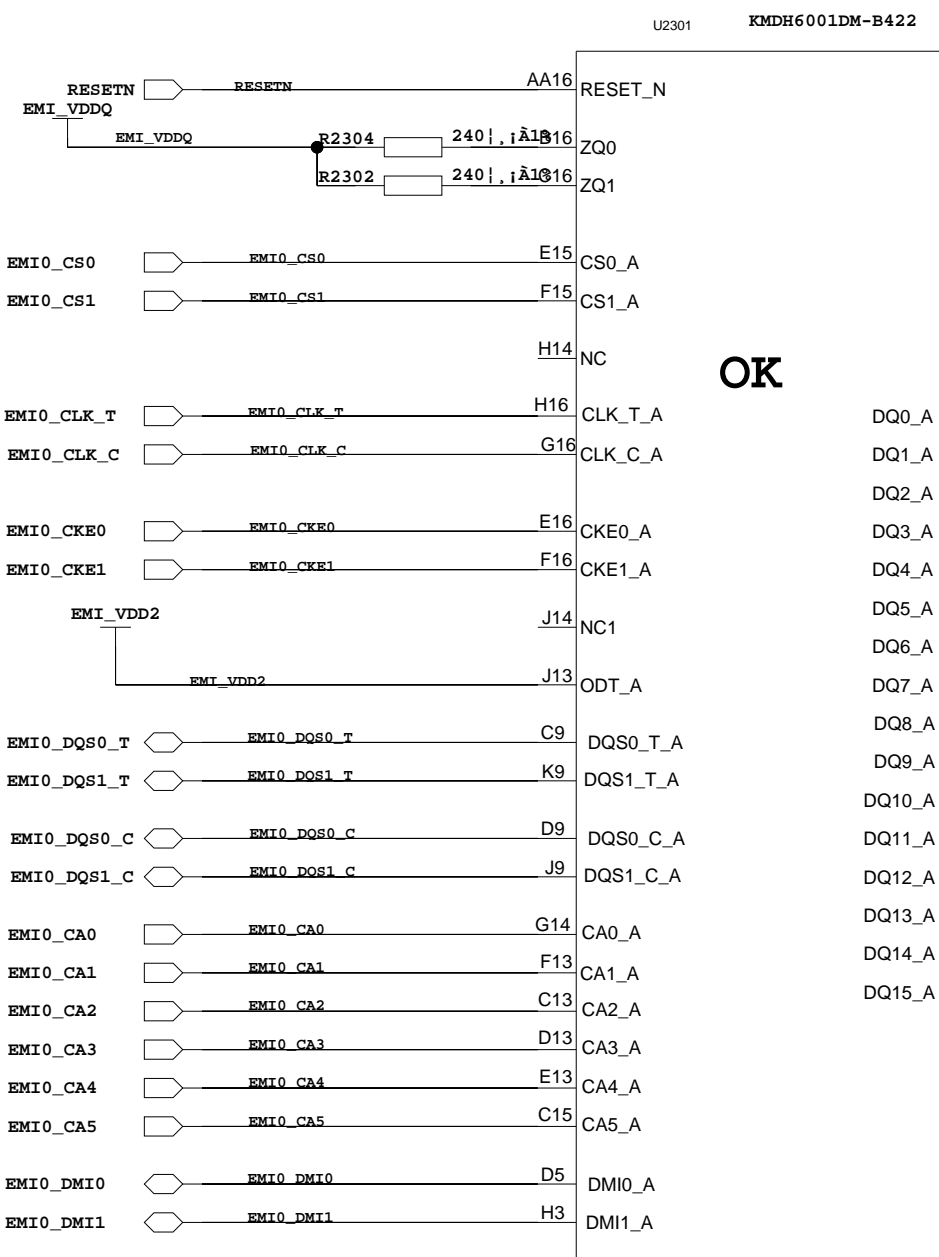 U2301 KMDH6001DM-B422
RESETN RESETN AA16 RESET_N
EMI_VDDQ
EMI_VDDQ R2304 240¦¸¡À1% B16 ZQ0
R2302 240¦¸¡À1% G16 ZQ1
EMI0_CS0 EMI0_CS0 E15 CS0_A
EMI0_CS1 EMI0_CS1 F15 CS1_A
H14 NC
OK
EMI0_CLK_T EMI0_CLK_T H16 CLK_T_A DQ0_A
EMI0_CLK_C EMI0_CLK_C G16 CLK_C_A DQ1_A
DQ2_A
EMI0_CKE0 EMI0_CKE0 E16 CKE0_A DQ3_A
EMI0_CKE1 EMI0_CKE1 F16 CKE1_A DQ4_A
EMI_VDD2 J14 NC1 DQ5_A
DQ6_A
EMI_VDD2 J13 ODT_A DQ7_A
DQ8_A
EMI0_DQS0_T EMI0_DQS0_T C9 DQS0_T_A
DQ9_A
EMI0_DQS1_T EMI0_DQS1_T K9 DQS1_T_A
DQ10_A
EMI0_DQS0_C EMI0_DQS0_C D9 DQS0_C_A DQ11_A
EMI0_DQS1_C EMI0_DQS1_C J9 DQS1_C_A DQ12_A
DQ13_A
EMI0_CA0 EMI0_CA0 G14 CA0_A
DQ14_A
EMI0_CA1 EMI0_CA1 F13 CA1_A
DQ15_A
EMI0_CA2 EMI0_CA2 C13 CA2_A
EMI0_CA3 EMI0_CA3 D13 CA3_A
EMI0_CA4 EMI0_CA4 E13 CA4_A
EMI0_CA5 EMI0_CA5 C15 CA5_A
EMI0_DMI0 EMI0_DMI0 D5 DMI0_A
EMI0_DMI1 EMI0_DMI1 H3 DMI1_A